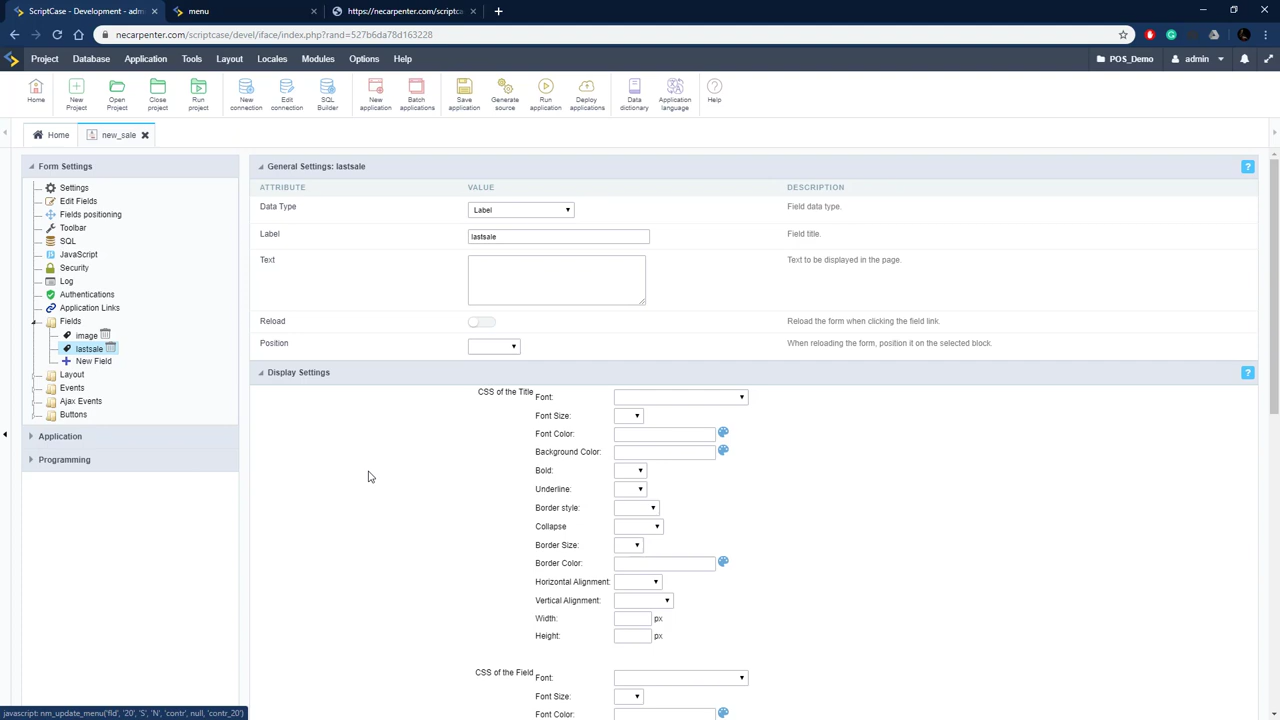 ScriptCase - Development - adm
menu
https://necarpenter.com/scriptca
necarpenter.com/scriptcase/devel/iface/index.php?rand=527b6da78d163228
Project Database Application Tools Layout Locales Modules Options Help
POS_Demo admin
Home
New Project
Open Project
Close project
Run project
New connection
Edit connection
SQL Builder
New application
Batch applications
Save application
Generate source
Run application
Deploy applications
Data dictionary
Application language
Help
Home new_sale
Form Settings
Settings
Edit Fields
Fields positioning
Toolbar
SQL
JavaScript
Security
Log
Authentications
Application Links
Fields
image
lastsale
New Field
Layout
Events
Ajax Events
Buttons
Application
Programming
General Settings: lastsale
?
ATTRIBUTE VALUE DESCRIPTION
Data Type Label Field data type.
Label lastsale Field title.
Text Text to be displayed in the page.
Reload Reload the form when clicking the field link.
Position When reloading the form, position it on the selected block.
Display Settings
?
CSS of the Title Font:
Font Size:
Font Color:
Background Color:
Bold:
Underline:
Border style:
Collapse
Border Size:
Border Color:
Horizontal Alignment:
Vertical Alignment:
Width: px
Height: px
CSS of the Field Font:
Font Size:
Font Color:
javascript: nm_update_menu('fld', '20', 'S', 'N', 'contr', null, 'contr_20')